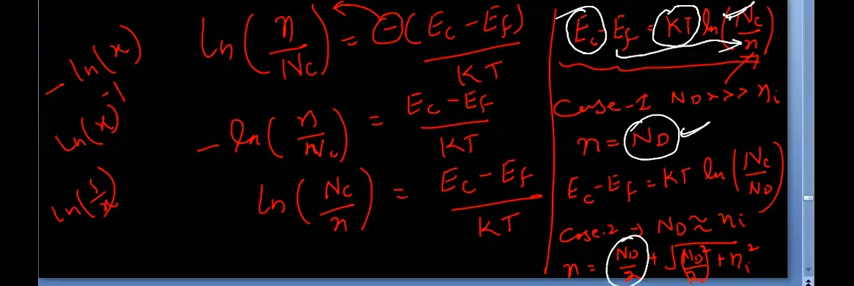 - ln(x)
ln(x)^-1
ln(1/x)
ln(n/Nc) = -(Ec-Ef)/KT
- ln(n/Nc) = Ec-Ef/KT
ln(Nc/n) = Ec-Ef/KT
Ec-Ef = KT ln(Nc/n)
Case-1 ND>>>ni
n = ND
Ec-Ef = KT ln(Nc/ND)
Case.2 → ND≈ni
n = ND/2 + √(ND/2)^2+ni^2